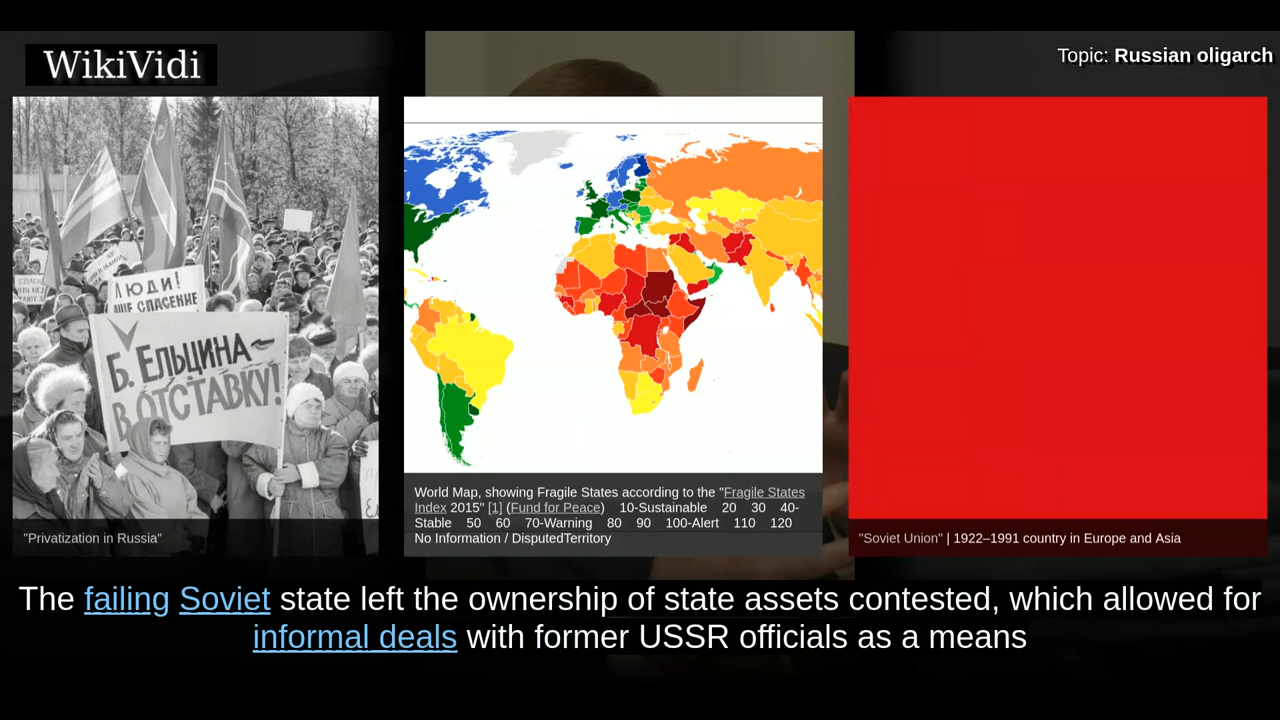 WikiVidi
Topic: Russian oligarch
ЛЮДИ!
СПАСЕНИЕ
Б. ЕЛЬЦИНА-
В ОТСТАВКУ!
"Privatization in Russia"
World Map, showing Fragile States according to the "Fragile States
Index 2015" [1] (Fund for Peace) 10-Sustainable 20 30 40-
Stable 50 60 70-Warning 80 90 100-Alert 110 120
No Information / DisputedTerritory
"Soviet Union" | 1922–1991 country in Europe and Asia
The failing Soviet state left the ownership of state assets contested, which allowed for
informal deals with former USSR officials as a means